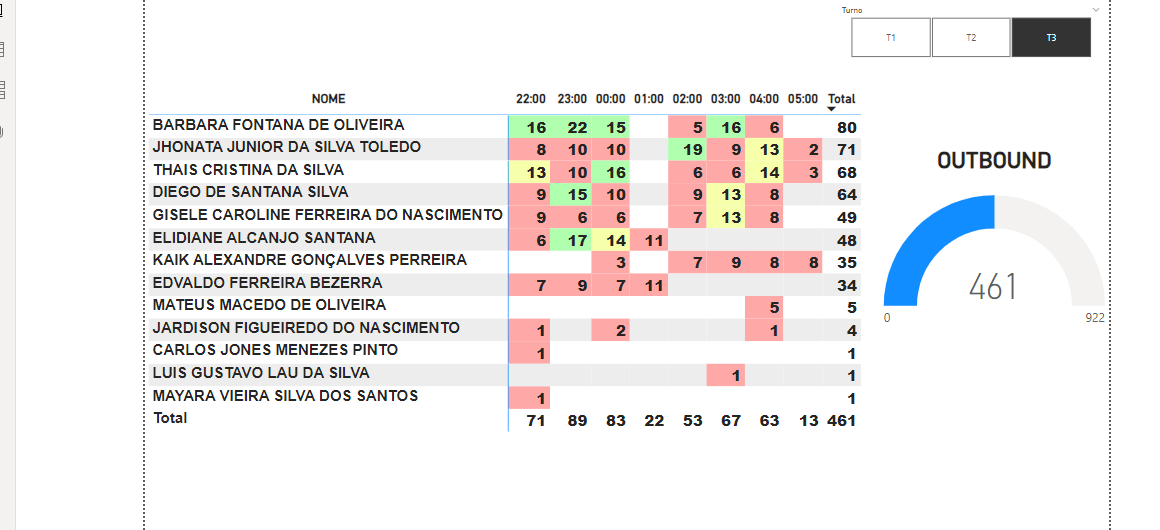 Turno
T1 T2 T3
NOME 22:00 23:00 00:00 01:00 02:00 03:00 04:00 05:00 Total
BARBARA FONTANA DE OLIVEIRA 16 22 15 5 16 6 80
JHONATA JUNIOR DA SILVA TOLEDO 8 10 10 19 9 13 2 71
THAIS CRISTINA DA SILVA 13 10 16 6 6 14 3 68
DIEGO DE SANTANA SILVA 9 15 10 9 13 8 64
GISELE CAROLINE FERREIRA DO NASCIMENTO 9 6 6 7 13 8 49
ELIDIANE ALCANJO SANTANA 6 17 14 11 48
KAIK ALEXANDRE GONÇALVES PERREIRA 3 7 9 8 8 35
EDVALDO FERREIRA BEZERRA 7 9 7 11 34
MATEUS MACEDO DE OLIVEIRA 5 5
JARDISON FIGUEIREDO DO NASCIMENTO 1 2 1 4
CARLOS JONES MENEZES PINTO 1 1
LUIS GUSTAVO LAU DA SILVA 1 1
MAYARA VIEIRA SILVA DOS SANTOS 1 1
Total 71 89 83 22 53 67 63 13 461
OUTBOUND
461
0 922